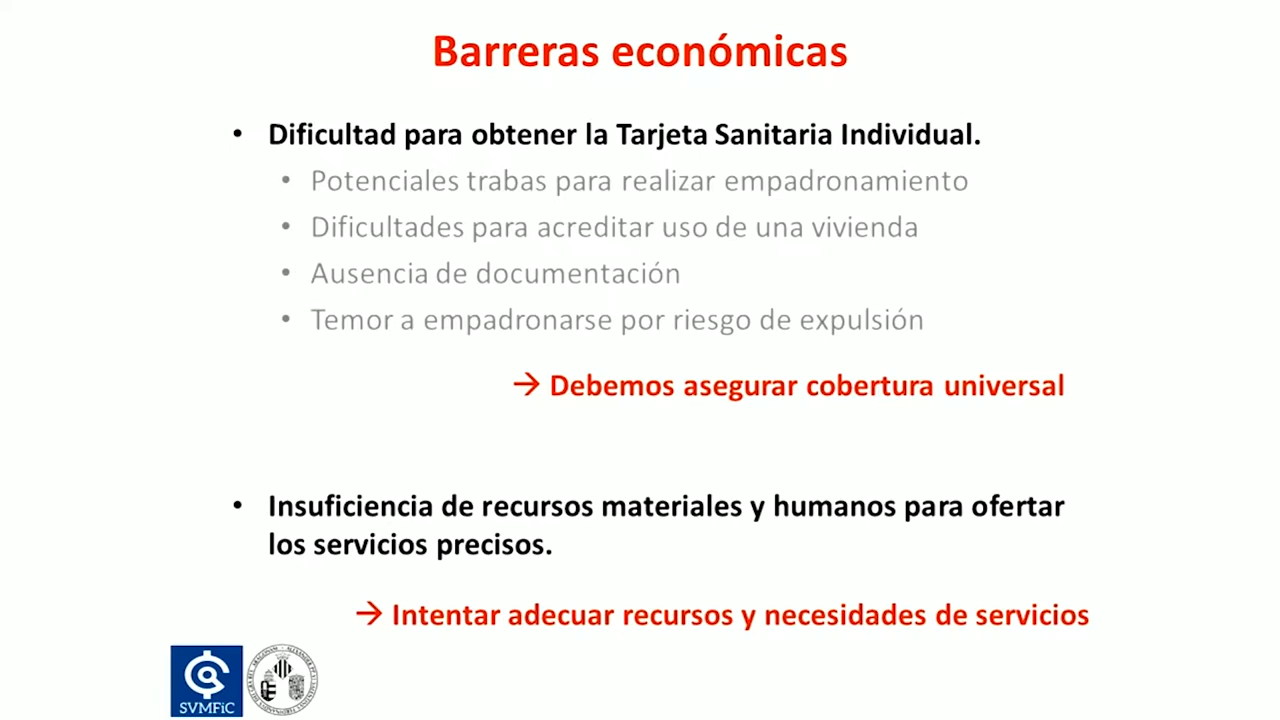 Barreras económicas
• Dificultad para obtener la Tarjeta Sanitaria Individual.
• Potenciales trabas para realizar empadronamiento
• Dificultades para acreditar uso de una vivienda
• Ausencia de documentación
• Temor a empadronarse por riesgo de expulsión
→ Debemos asegurar cobertura universal
• Insuficiencia de recursos materiales y humanos para ofertar
los servicios precisos.
→ Intentar adecuar recursos y necesidades de servicios
SVMFiC